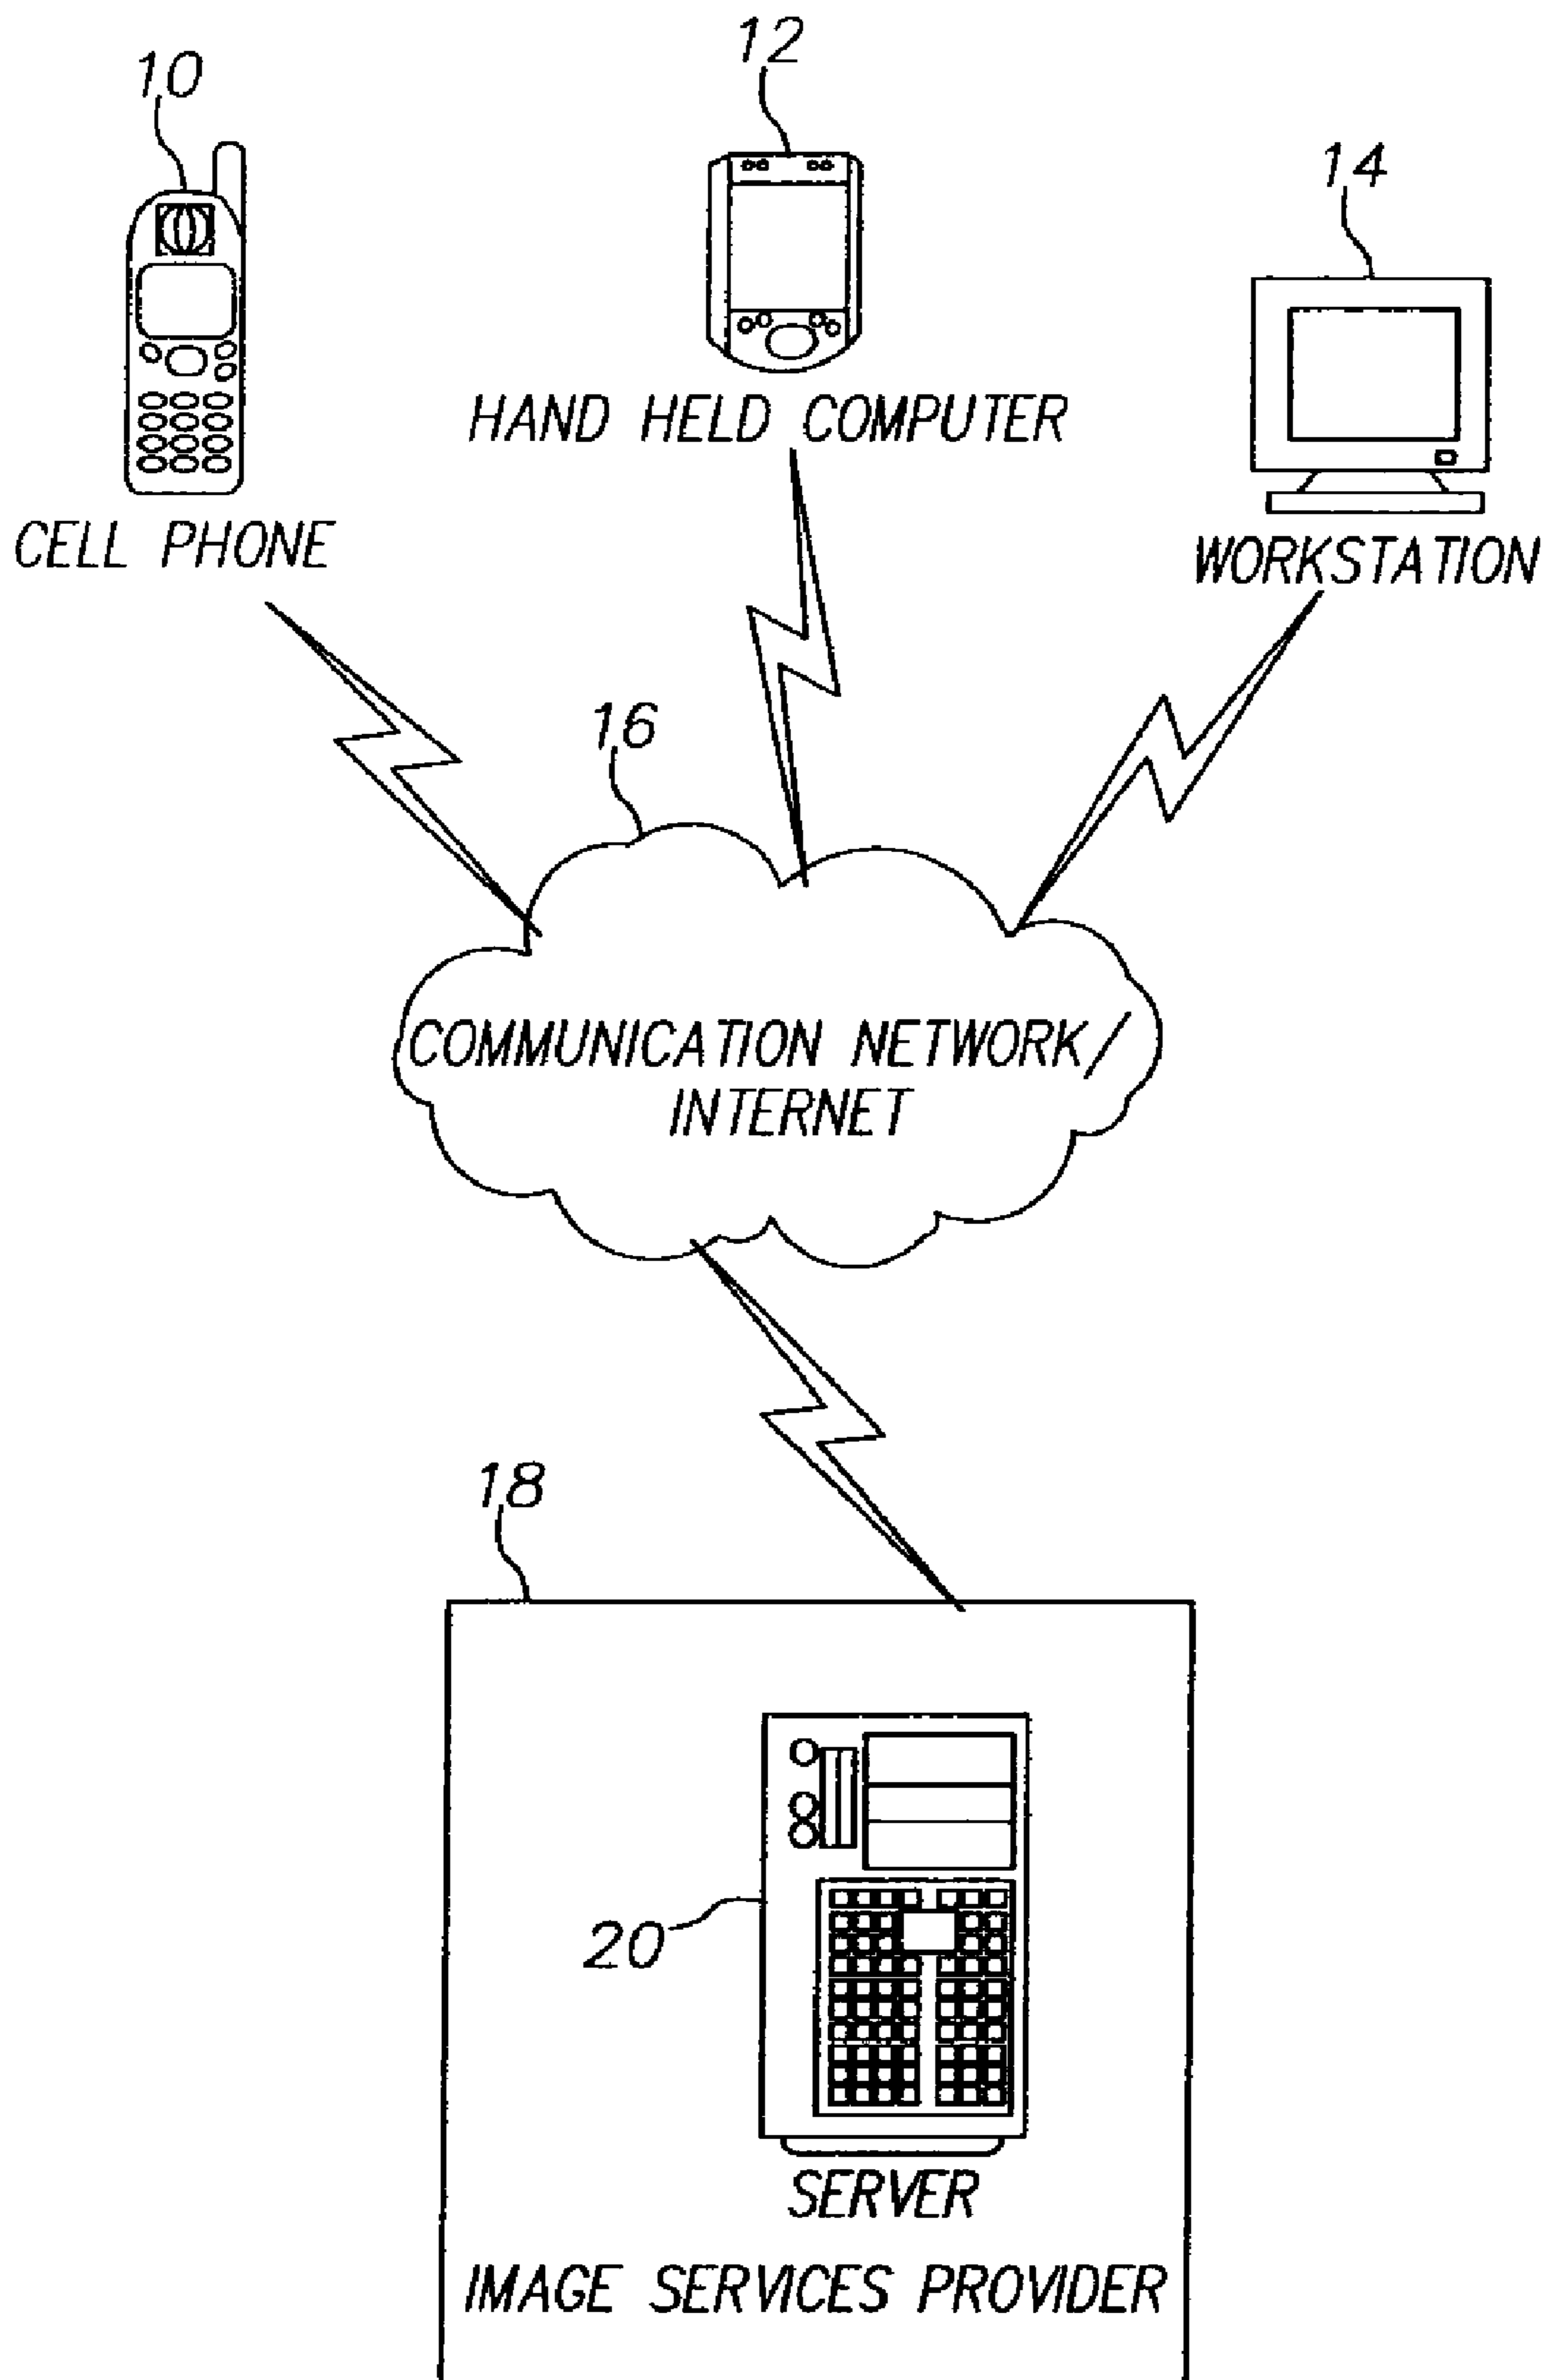 10
12
14
CELL PHONE
HAND HELD COMPUTER
WORKSTATION
16
COMMUNICATION NETWORK/
INTERNET
18
20
SERVER
IMAGE SERVICES PROVIDER